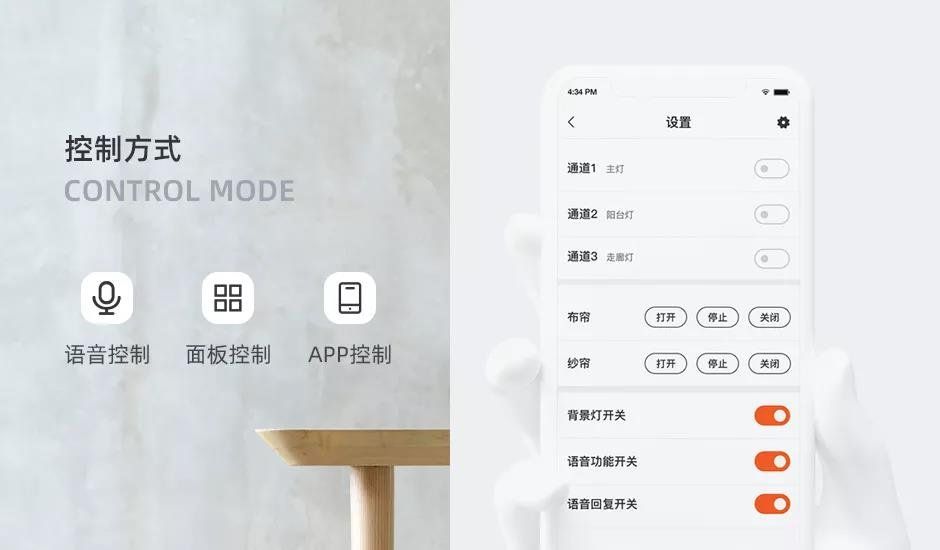 控制方式
CONTROL MODE
语音控制
面板控制
APP控制
4:34 PM
设置
通道1 主灯
通道2 阳台灯
通道3 走廊灯
布帘 打开 停止 关闭
纱帘 打开 停止 关闭
背景灯开关
语音功能开关
语音回复开关